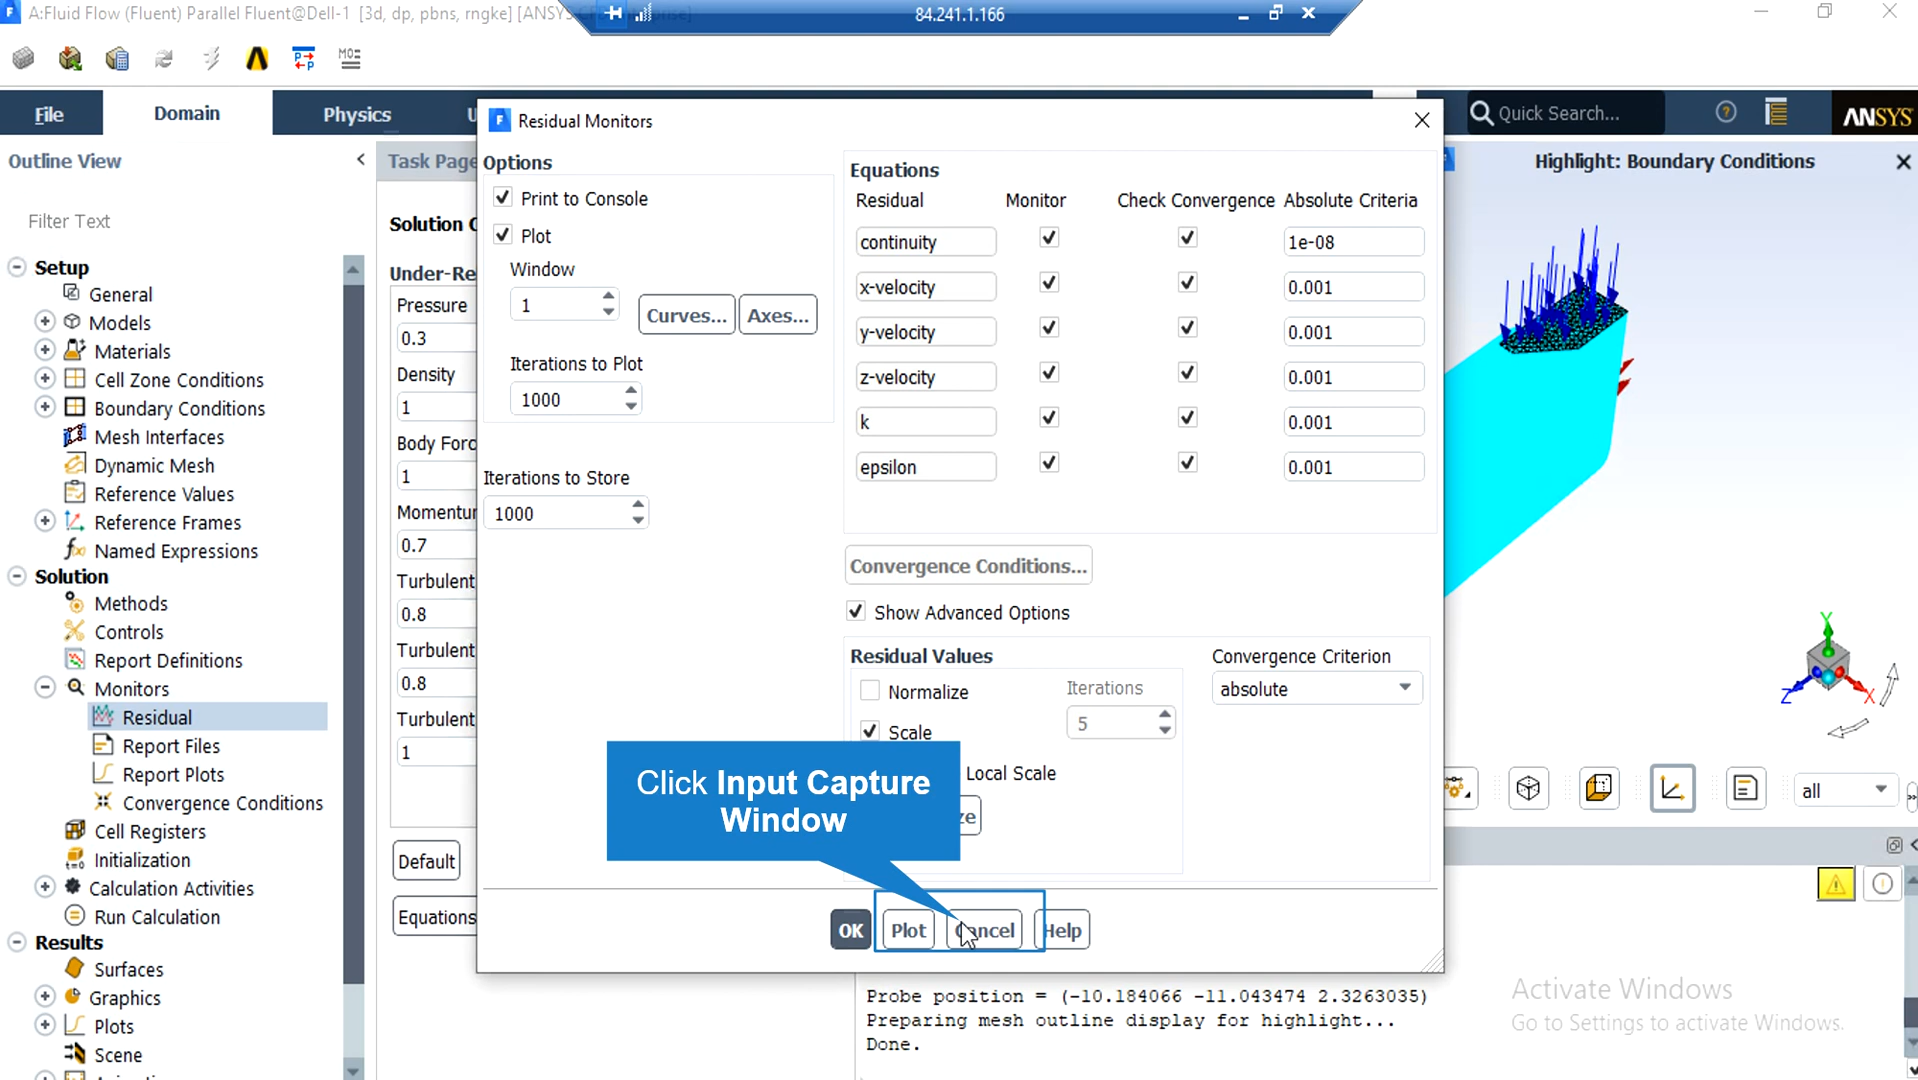 A:Fluid Flow (Fluent) Parallel Fluent@Dell-1 [3d, dp, pbns, rngke] [ANSYS
84.241.1.166
File
Domain
Physics
Quick Search...
ANSYS
Outline View
Filter Text
Setup
General
Models
Materials
Cell Zone Conditions
Boundary Conditions
Mesh Interfaces
Dynamic Mesh
Reference Values
Reference Frames
Named Expressions
Solution
Methods
Controls
Report Definitions
Monitors
Residual
Report Files
Report Plots
Convergence Conditions
Cell Registers
Initialization
Calculation Activities
Run Calculation
Results
Surfaces
Graphics
Plots
Scene
Task Page
Solution C
Under-Re
Pressure
0.3
Density
1
Body Forc
1
Momentum
0.7
Turbulent
0.8
Turbulent
0.8
Turbulent
1
Default
Equations
Residual Monitors
Options
Print to Console
Plot
Window
1
Curves...
Axes...
Iterations to Plot
1000
Iterations to Store
1000
Equations
Residual Monitor Check Convergence Absolute Criteria
continuity 1e-08
x-velocity 0.001
y-velocity 0.001
z-velocity 0.001
k 0.001
epsilon 0.001
Convergence Conditions...
Show Advanced Options
Residual Values
Normalize
Iterations
5
Scale
Local Scale
ze
Convergence Criterion
absolute
Click Input Capture
Window
OK
Plot
Cancel
Help
Highlight: Boundary Conditions
Y
Z
X
all
Probe position = (-10.184066 -11.043474 2.3263035)
Preparing mesh outline display for highlight...
Done.
Activate Windows
Go to Settings to activate Windows.